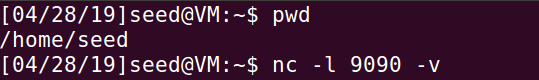 [04/28/19]seed@VM:~$ pwd
/home/seed
[04/28/19]seed@VM:~$ nc -l 9090 -v